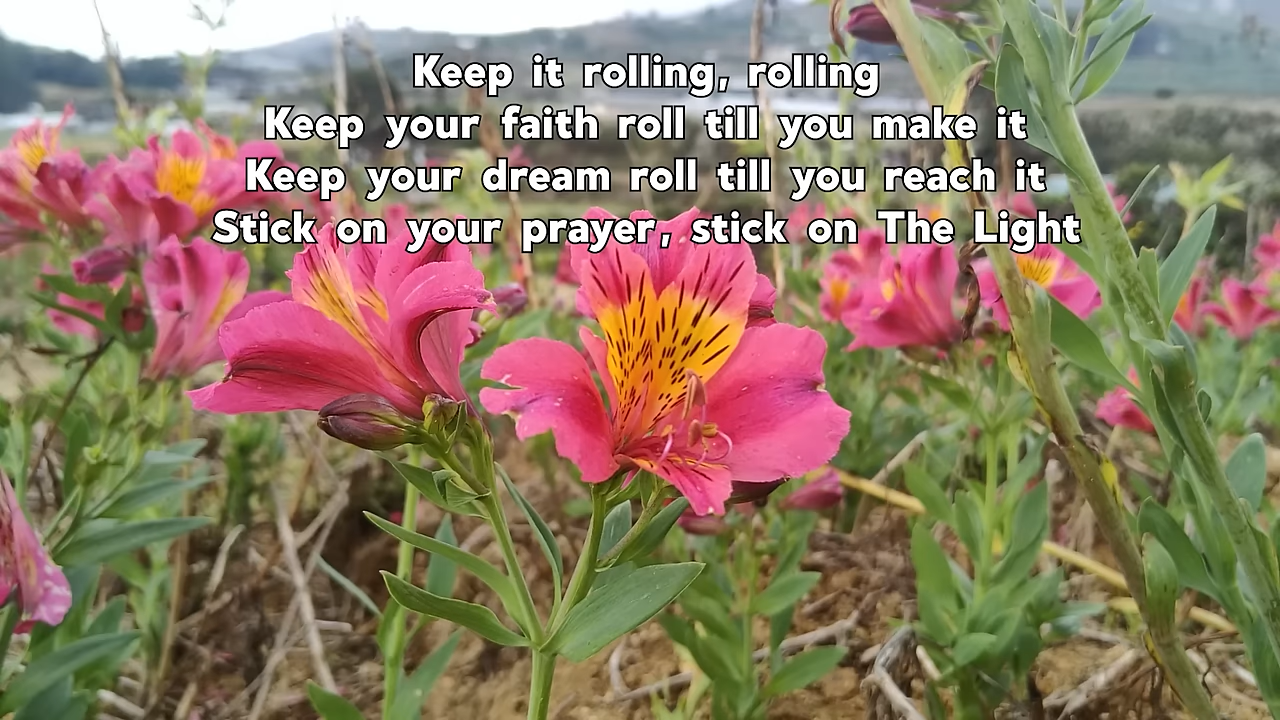 Keep it rolling, rolling
Keep your faith roll till you make it
Keep your dream roll till you reach it
Stick on your prayer, stick on The Light